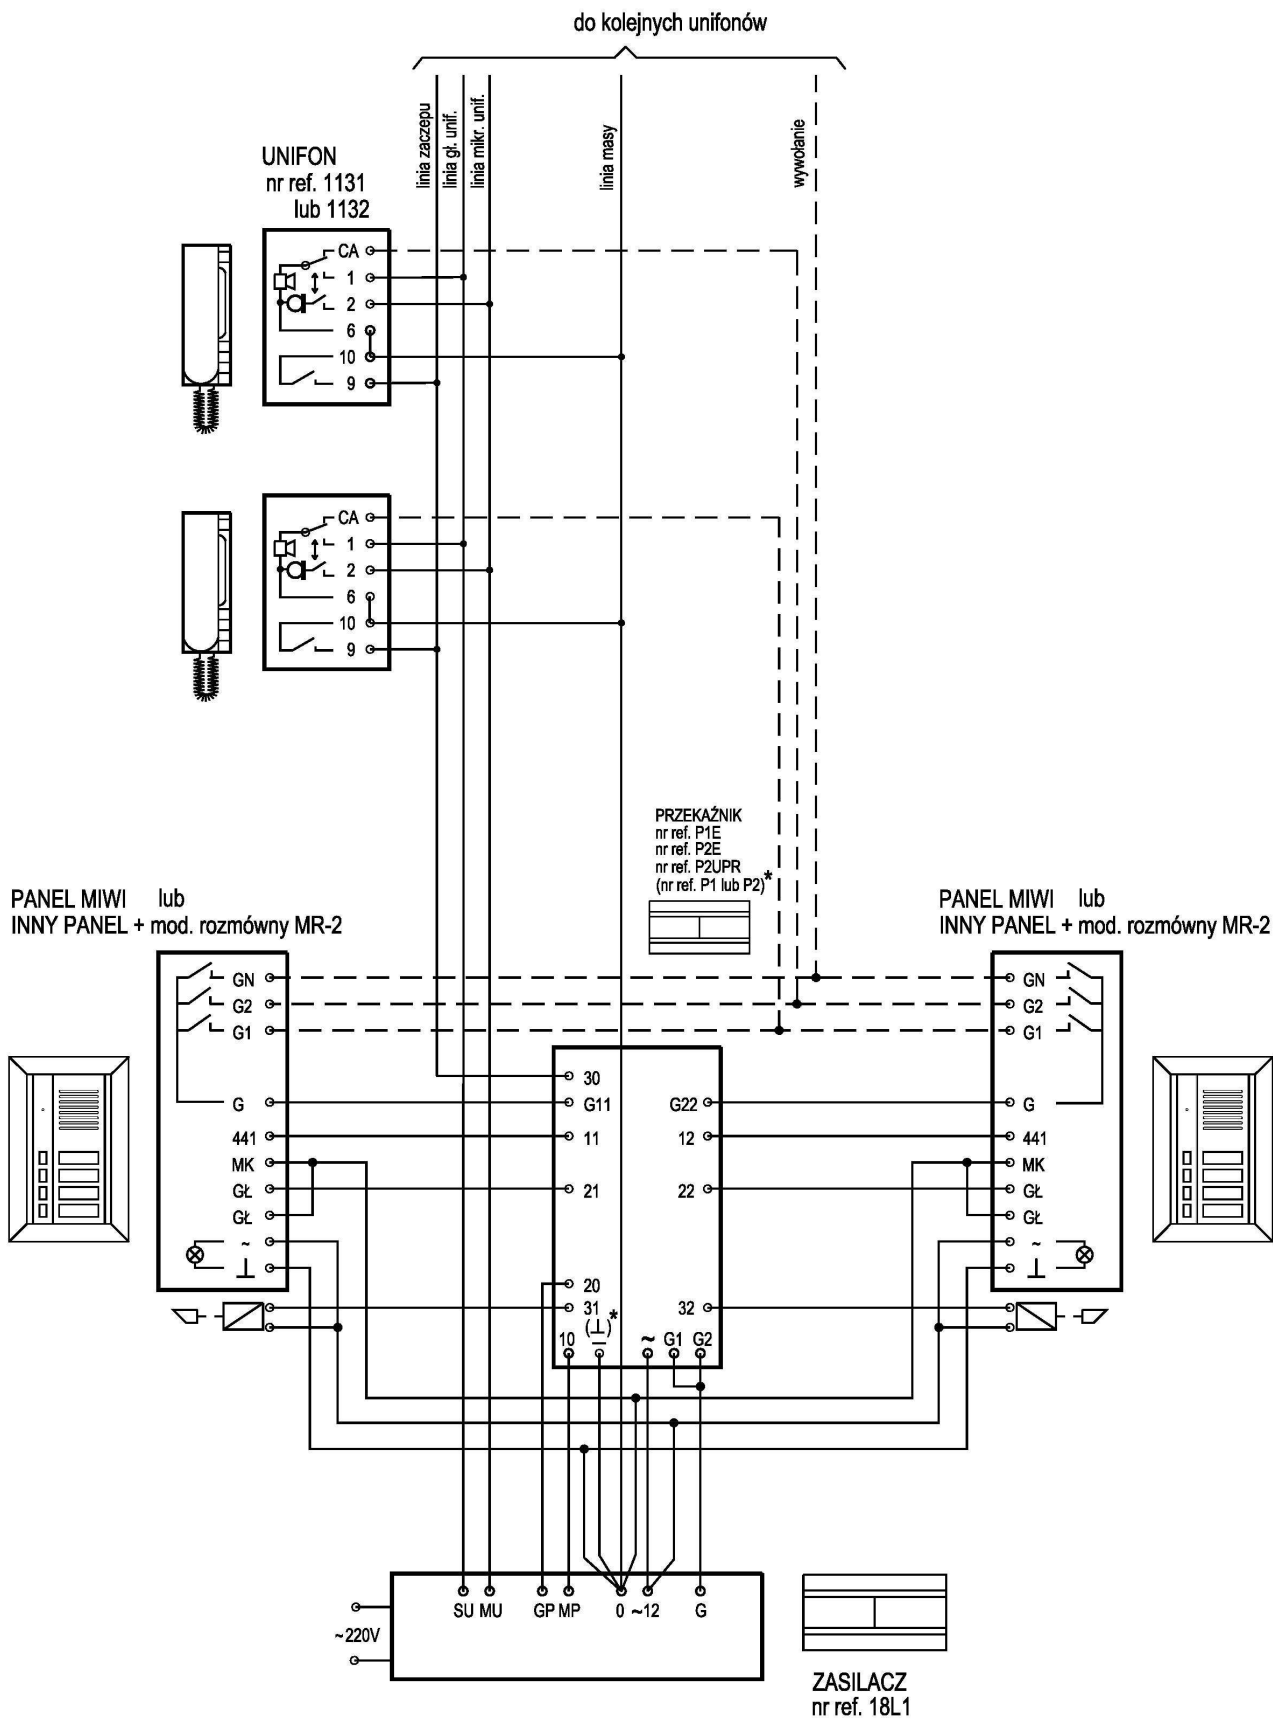 do kolejnych unifonów
linia zaczepu
linia gł. unif.
linia mikr. unif.
linia masy
wywołanie
UNIFON
nr ref. 1131
lub 1132
CA
1
2
6
10
9
CA
1
2
6
10
9
PRZEKAŹNIK
nr ref. P1E
nr ref. P2E
nr ref. P2UPR
(nr ref. P1 lub P2)*
PANEL MIWI lub
INNY PANEL + mod. rozmówny MR-2
PANEL MIWI lub
INNY PANEL + mod. rozmówny MR-2
GN
G2
G1
G
441
MK
GŁ
GŁ
~
⊥
30
G11
11
21
20
31
10
(⊥)*
G22
12
22
32
~ G1 G2
GN
G2
G1
G
441
MK
GŁ
GŁ
~
⊥
SU MU GP MP 0 ~12 G
~220V
ZASILACZ
nr ref. 18L1